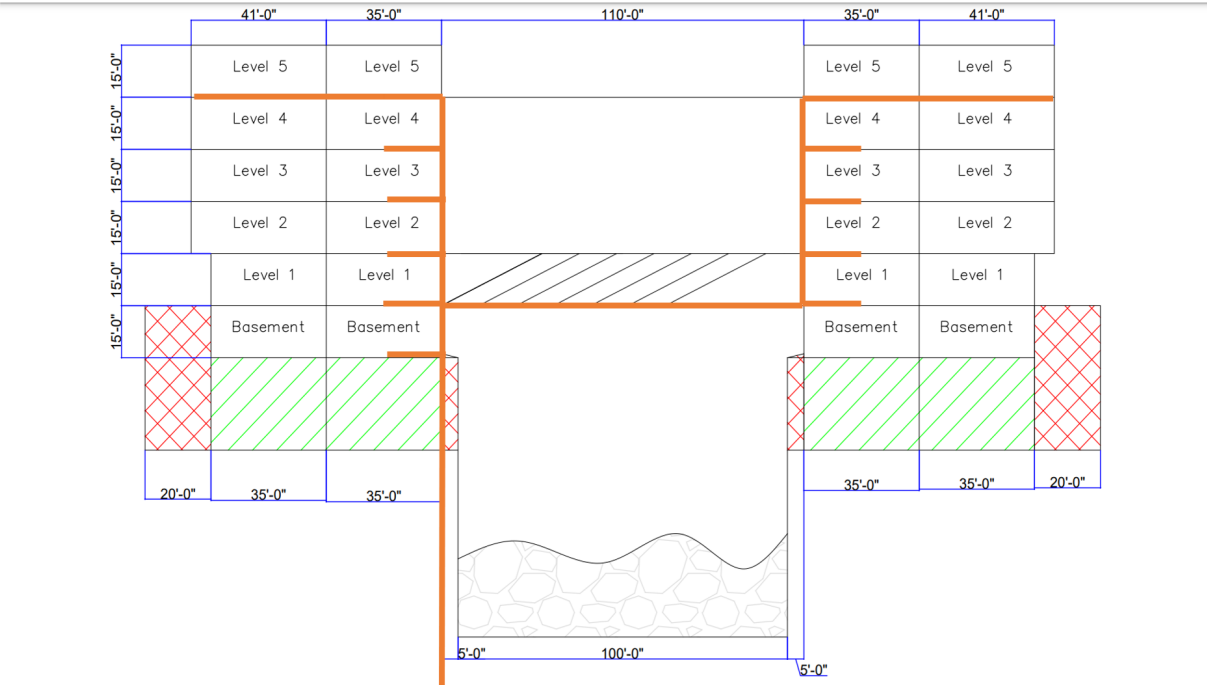 41'-0" 35'-0" 110'-0" 35'-0" 41'-0"
15'-0" Level 5 Level 5 Level 5 Level 5
15'-0" Level 4 Level 4 Level 4 Level 4
15'-0" Level 3 Level 3 Level 3 Level 3
15'-0" Level 2 Level 2 Level 2 Level 2
15'-0" Level 1 Level 1 Level 1 Level 1
15'-0" Basement Basement Basement Basement
20'-0" 35'-0" 35'-0" 35'-0" 35'-0" 20'-0"
5'-0" 100'-0" 5'-0"